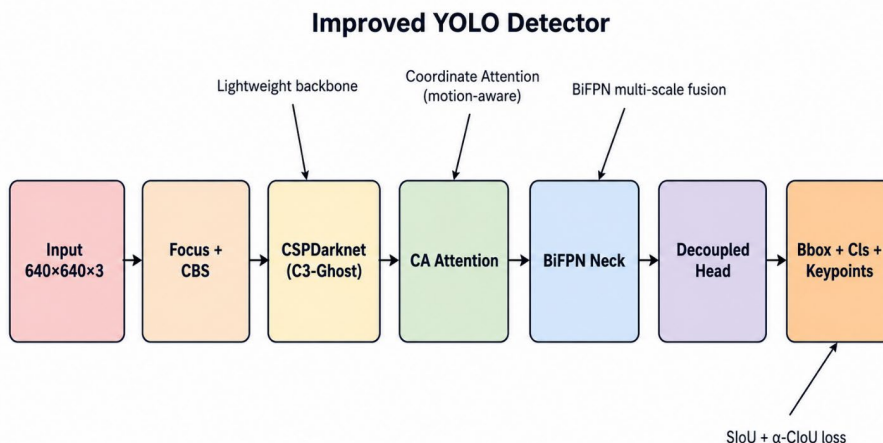 Improved YOLO Detector
Lightweight backbone
Coordinate Attention
(motion-aware)
BiFPN multi-scale fusion
Input
640×640×3
Focus +
CBS
CSPDarknet
(C3-Ghost)
CA Attention
BiFPN Neck
Decoupled
Head
Bbox + Cls +
Keypoints
SIoU + α-CIoU loss